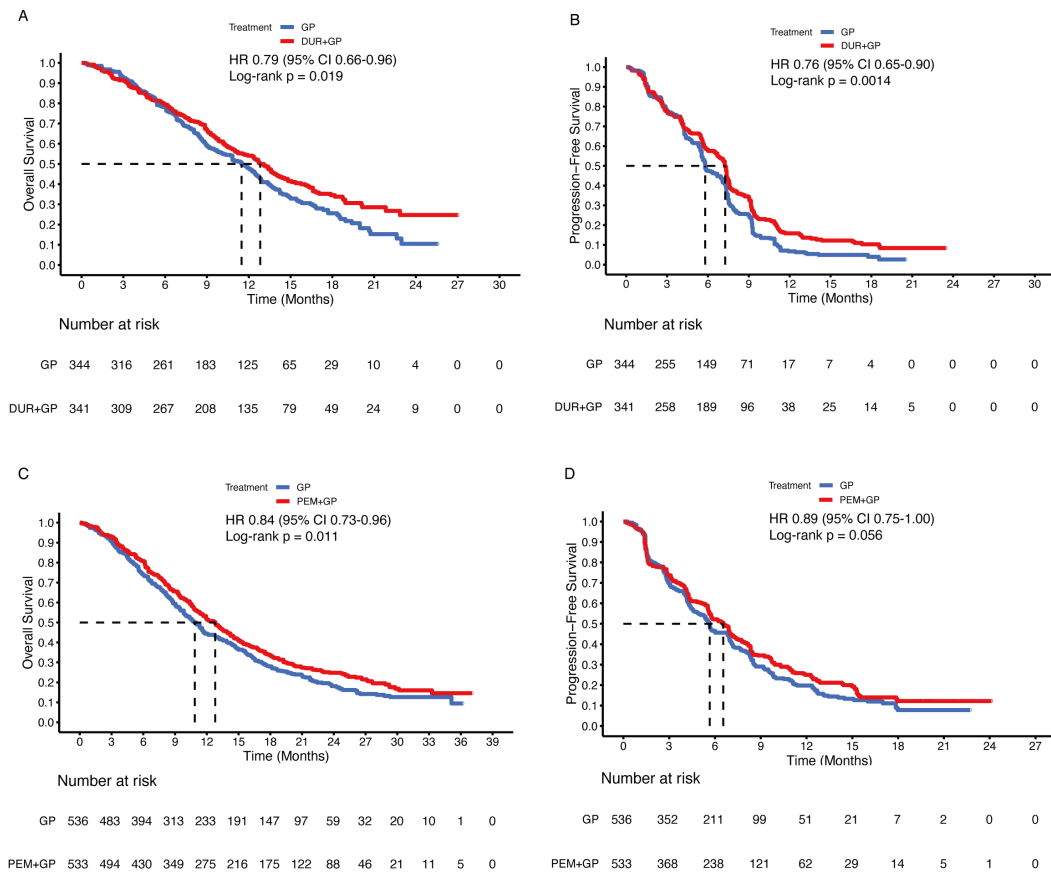 A
Treatment GP
DUR+GP
HR 0.79 (95% CI 0.66-0.96)
Log-rank p = 0.019
Overall Survival
1.0
0.9
0.8
0.7
0.6
0.5
0.4
0.3
0.2
0.1
0.0
0 3 6 9 12 15 18 21 24 27 30
Time (Months)
Number at risk
GP 344 316 261 183 125 65 29 10 4 0 0
DUR+GP 341 309 267 208 135 79 49 24 9 0 0
B
Treatment GP
DUR+GP
HR 0.76 (95% CI 0.65-0.90)
Log-rank p = 0.0014
Progression-Free Survival
1.0
0.9
0.8
0.7
0.6
0.5
0.4
0.3
0.2
0.1
0.0
0 3 6 9 12 15 18 21 24 27 30
Time (Months)
Number at risk
GP 344 255 149 71 17 7 4 0 0 0 0
DUR+GP 341 258 189 96 38 25 14 5 0 0 0
C
Treatment GP
PEM+GP
HR 0.84 (95% CI 0.73-0.96)
Log-rank p = 0.011
Overall Survival
1.0
0.9
0.8
0.7
0.6
0.5
0.4
0.3
0.2
0.1
0.0
0 3 6 9 12 15 18 21 24 27 30 33 36 39
Time (Months)
Number at risk
GP 536 483 394 313 233 191 147 97 59 32 20 10 1 0
PEM+GP 533 494 430 349 275 216 175 122 88 46 21 11 5 0
D
Treatment GP
PEM+GP
HR 0.89 (95% CI 0.75-1.00)
Log-rank p = 0.056
Progression-Free Survival
1.0
0.9
0.8
0.7
0.6
0.5
0.4
0.3
0.2
0.1
0.0
0 3 6 9 12 15 18 21 24 27
Time (Months)
Number at risk
GP 536 352 211 99 51 21 7 2 0 0
PEM+GP 533 368 238 121 62 29 14 5 1 0